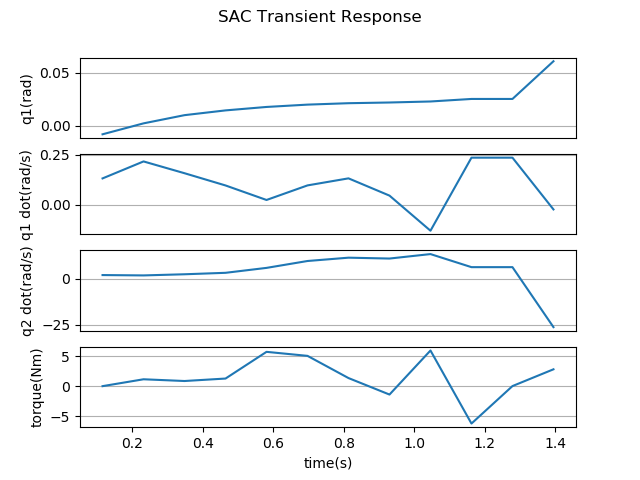 SAC Transient Response
q1(rad)
0.05
0.00
q1 dot(rad/s)
0.25
0.00
q2 dot(rad/s)
0
−25
torque(Nm)
5
0
−5
0.2 0.4 0.6 0.8 1.0 1.2 1.4
time(s)